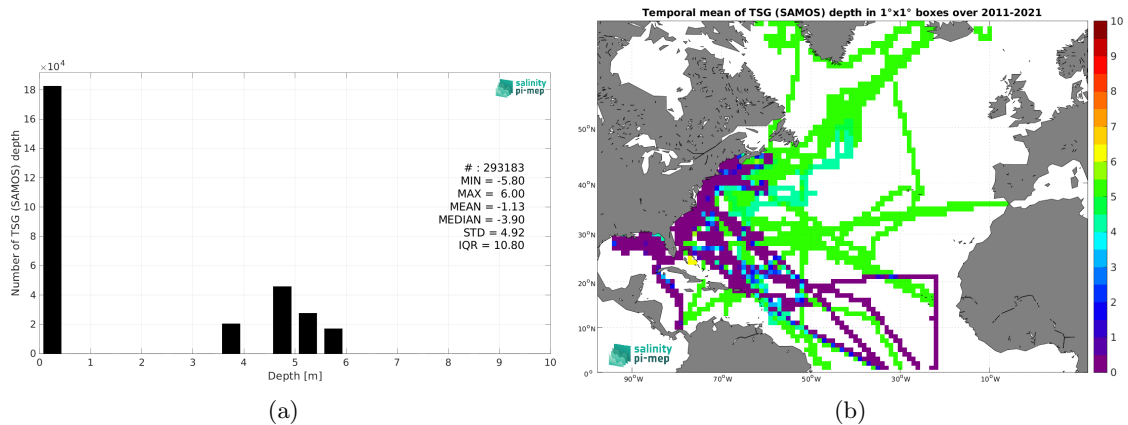 ×10⁴
18
16
14
12
10
8
6
4
2
0
Number of TSG (SAMOS) depth
0 1 2 3 4 5 6 7 8 9 10
Depth [m]
salinity
pi-mep
# : 293183
MIN = -5.80
MAX = 6.00
MEAN = -1.13
MEDIAN = -3.90
STD = 4.92
IQR = 10.80
(a)
Temporal mean of TSG (SAMOS) depth in 1°x1° boxes over 2011-2021
50°N
40°N
30°N
20°N
10°N
0°
90°W 70°W 50°W 30°W 10°W
salinity
pi-mep
10
9
8
7
6
5
4
3
2
1
0
(b)